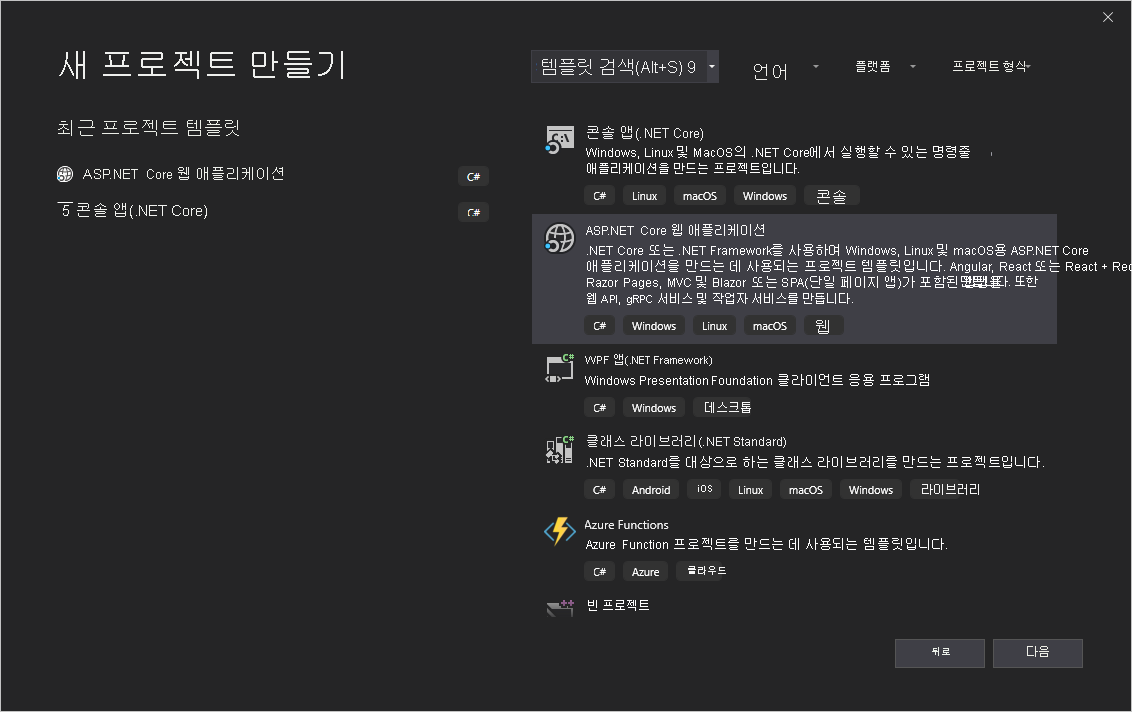 새 프로젝트 만들기
템플릿 검색(Alt+S) 9
언어
플랫폼
프로젝트 형식
최근 프로젝트 템플릿
ASP.NET Core 웹 애플리케이션
C#
5 콘솔 앱(.NET Core)
C#
콘솔 앱(.NET Core)
Windows, Linux 및 MacOS의 .NET Core에서 실행할 수 있는 명령줄
애플리케이션을 만드는 프로젝트입니다.
C# Linux macOS Windows 콘솔
ASP.NET Core 웹 애플리케이션
.NET Core 또는 .NET Framework를 사용하여 Windows, Linux 및 macOS용 ASP.NET Core
애플리케이션을 만드는 데 사용되는 프로젝트 템플릿입니다. Angular, React 또는 React + Rec
Razor Pages, MVC 및 Blazor 또는 SPA(단일 페이지 앱)가 포함된 또한
웹 API, gRPC 서비스 및 작업자 서비스를 만듭니다.
C# Windows Linux macOS 웹
WPF 앱(.NET Framework)
Windows Presentation Foundation 클라이언트 응용 프로그램
C# Windows 데스크톱
클래스 라이브러리(.NET Standard)
.NET Standard를 대상으로 하는 클래스 라이브러리를 만드는 프로젝트입니다.
C# Android iOS Linux macOS Windows 라이브러리
Azure Functions
Azure Function 프로젝트를 만드는 데 사용되는 템플릿입니다.
C# Azure 클라우드
빈 프로젝트
뒤로
다음